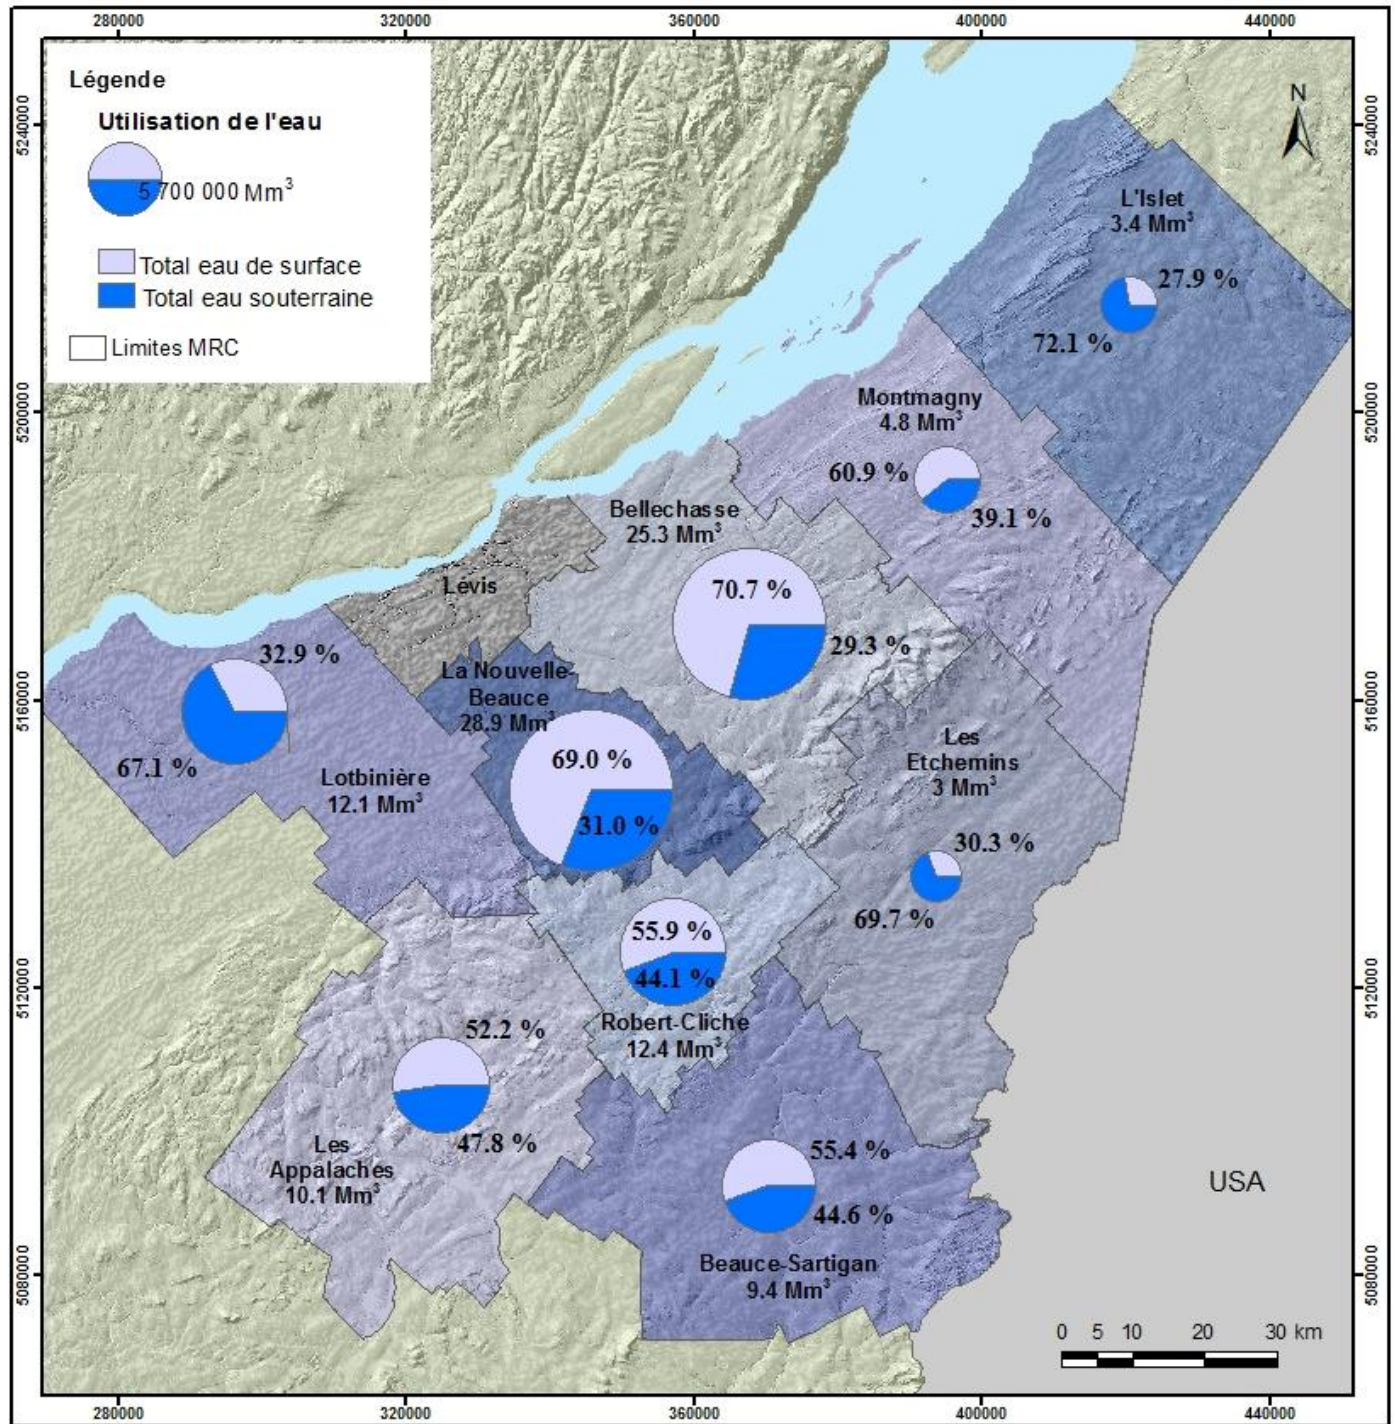 280000 320000 360000 400000 440000
Légende
Utilisation de l'eau
5 700 000 Mm³
Total eau de surface
Total eau souterraine
Limites MRC
N
5240000
5240000
L'Islet
3.4 Mm³
27.9 %
72.1 %
5200000
5200000
Montmagny
4.8 Mm³
60.9 %
39.1 %
Bellechasse
25.3 Mm³
70.7 %
29.3 %
Lévis
32.9 %
67.1 %
Lotbinière
12.1 Mm³
La Nouvelle-
Beauce
28.9 Mm³
69.0 %
31.0 %
5160000
5160000
Les
Etchemins
3 Mm³
30.3 %
69.7 %
55.9 %
44.1 %
Robert-Cliche
12.4 Mm³
5120000
5120000
52.2 %
47.8 %
Les
Appalaches
10.1 Mm³
55.4 %
44.6 %
Beauce-Sartigan
9.4 Mm³
USA
5080000
5080000
0 5 10 20 30 km
280000 320000 360000 400000 440000